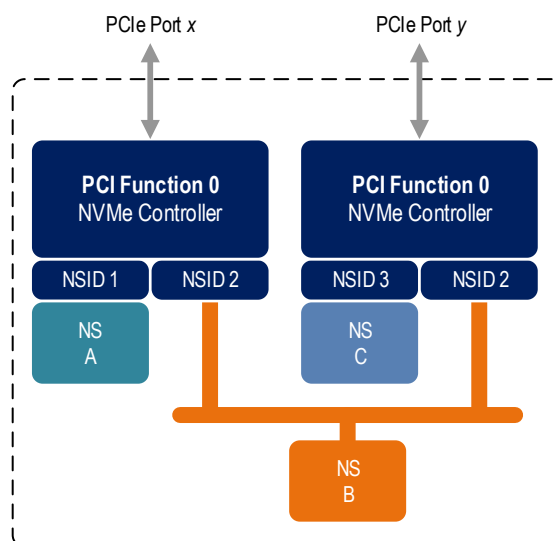 PCIe Port x
PCIe Port y
PCI Function 0
NVMe Controller
PCI Function 0
NVMe Controller
NSID 1
NSID 2
NSID 3
NSID 2
NS
A
NS
C
NS
B